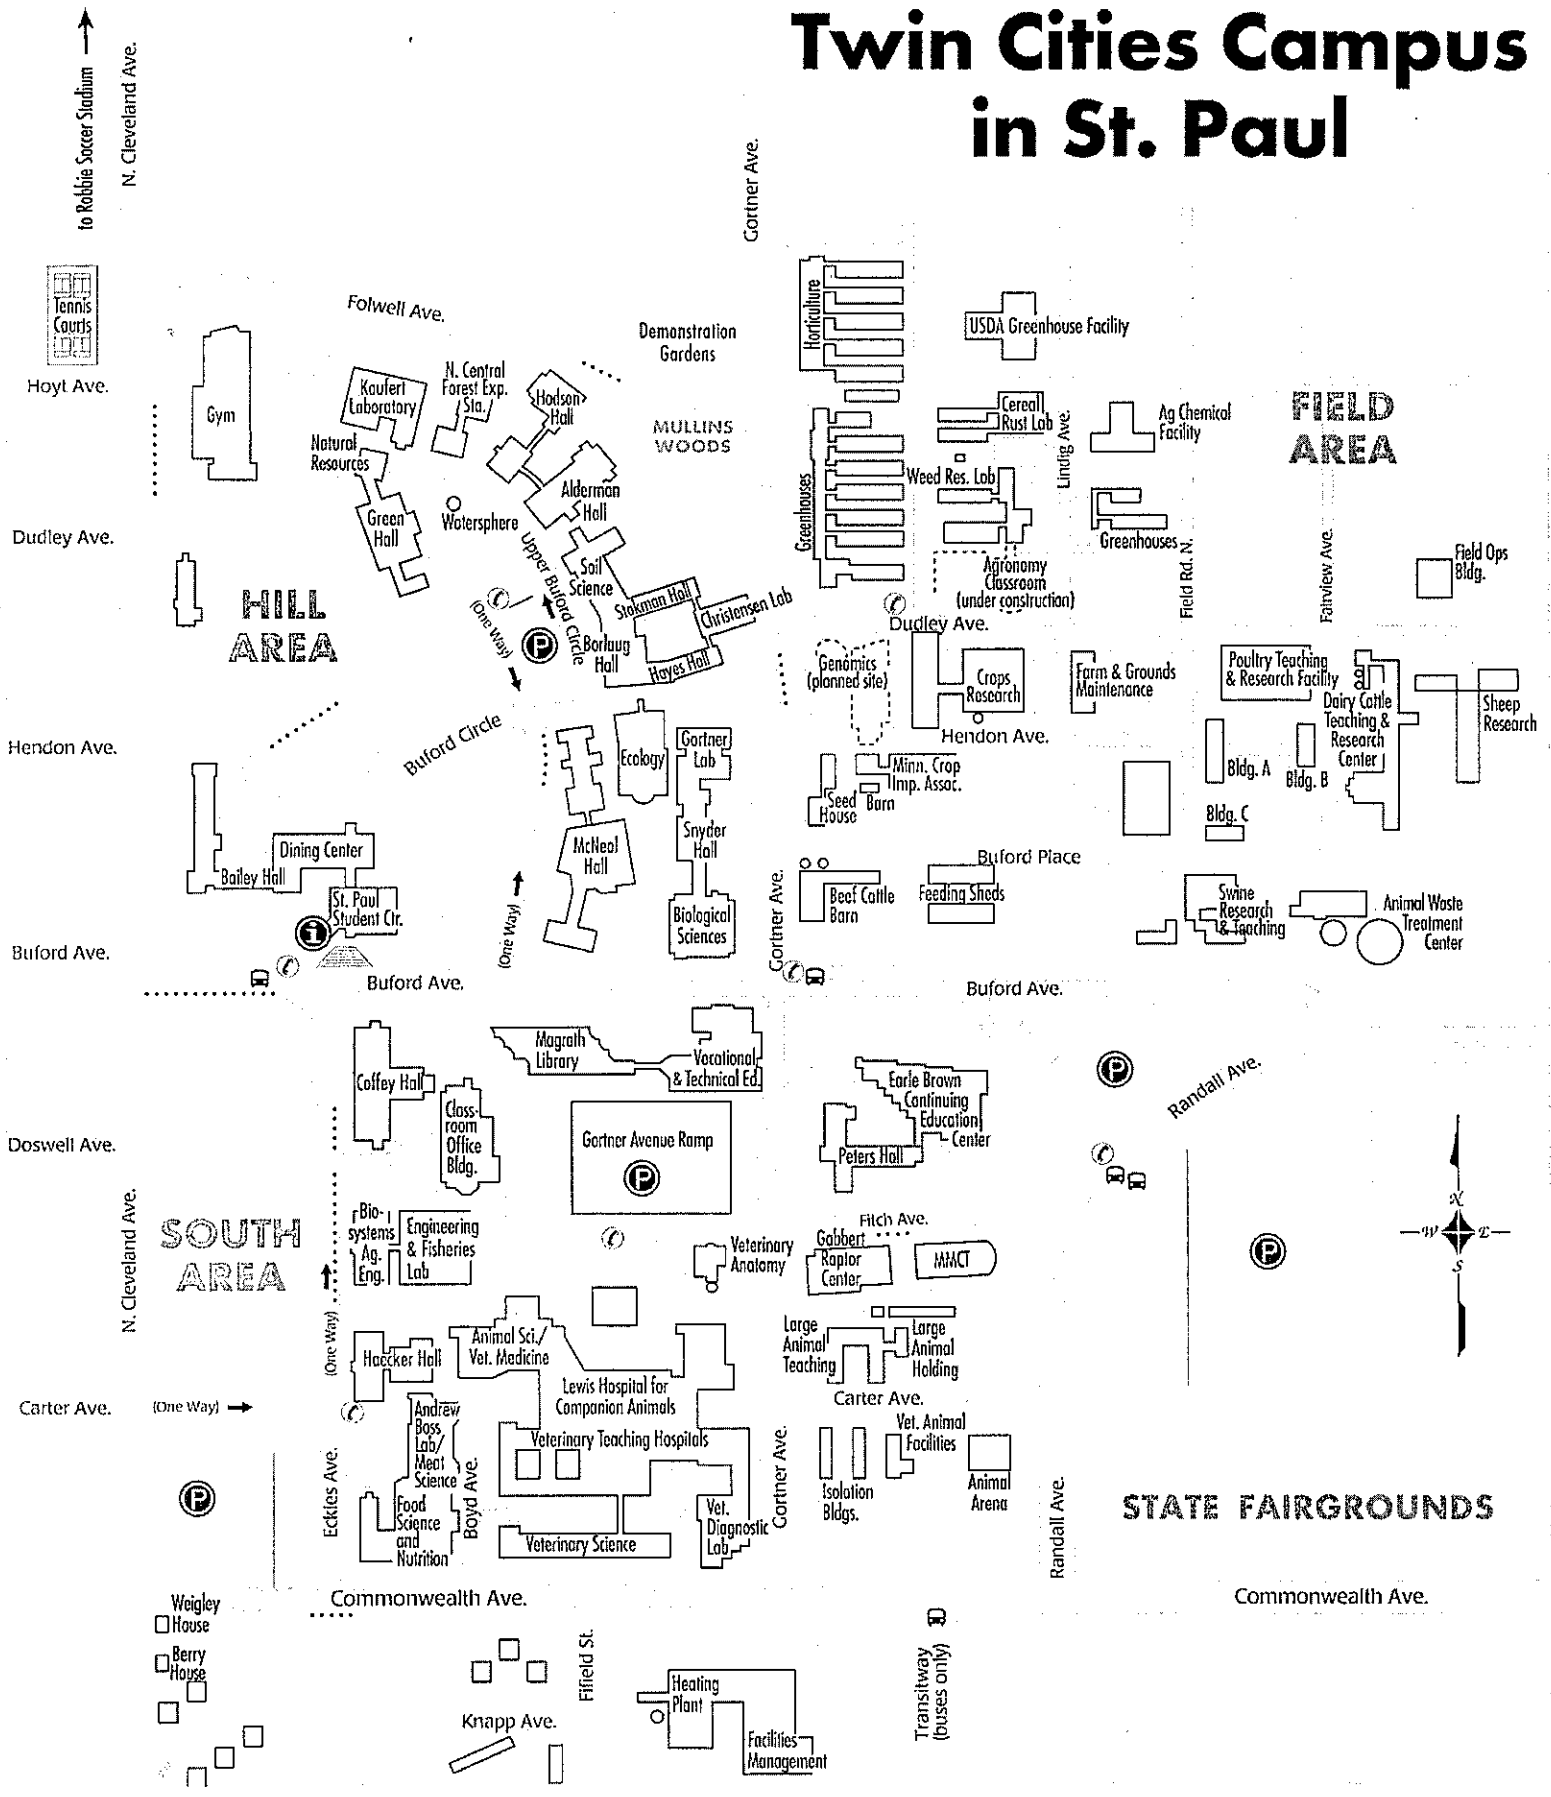 Twin Cities Campus
in St. Paul
to Robbie Soccer Stadium
N. Cleveland Ave.
Gortner Ave.
Tennis
Courts
Hoyt Ave.
Folwell Ave.
Demonstration
Gardens
Horticulture
USDA Greenhouse Facility
Gym
Kaufert
Laboratory
N. Central
Forest Exp.
Sta.
Hodson
Hall
MULLINS
WOODS
Cereal
Rust Lab
Lindig Ave.
Ag Chemical
Facility
FIELD
AREA
Natural
Resources
Green
Hall
Watersphere
Alderman
Hall
Greenhouses
Weed Res. Lab
Greenhouses
Dudley Ave.
Upper Buford Circle
(One Way)
Soil
Science
Stakman Hall
Christensen Lab
Borlaug
Hall
Hayes Hall
Agronomy
Classroom
(under construction)
Dudley Ave.
Field Rd. N.
Fairview Ave.
Field Ops
Bldg.
HILL
AREA
P
Genomics
(planned site)
Crops
Research
Farm & Grounds
Maintenance
Poultry Teaching
& Research Facility
Dairy Cattle
Teaching &
Research
Center
Sheep
Research
Hendon Ave.
Buford Circle
Ecology
Gortner
Lab
Hendon Ave.
Minn. Crop
Imp. Assoc.
Seed
House
Barn
Bldg. A
Bldg. B
Bldg. C
Dining Center
Bailey Hall
McNeal
Hall
Snyder
Hall
Buford Place
St. Paul
Student Ctr.
i
(One Way)
Biological
Sciences
Gortner Ave.
Beef Cattle
Barn
Feeding Sheds
Swine
Research
& Teaching
Animal Waste
Treatment
Center
Buford Ave.
Buford Ave.
Buford Ave.
Coffey Hall
Magrath
Library
Vocational
& Technical Ed.
Earle Brown
Continuing
Education
Center
P
Randall Ave.
Class-
room
Office
Bldg.
Gortner Avenue Ramp
P
Peters Hall
Doswell Ave.
N. Cleveland Ave.
SOUTH
AREA
Bio-
systems
Ag.
Eng.
Engineering
& Fisheries
Lab
Veterinary
Anatomy
Fitch Ave.
Gabbert
Raptor
Center
MMCT
P
N
W
E
S
(One Way)
Haecker Hall
Animal Sci./
Vet. Medicine
Large
Animal
Teaching
Large
Animal
Holding
Lewis Hospital for
Companion Animals
Carter Ave.
Carter Ave.
(One Way)
Andrew
Boss
Lab/
Meat
Science
Veterinary Teaching Hospitals
Gortner Ave.
Vet. Animal
Facilities
Isolation
Bldgs.
Animal
Arena
P
Eckles Ave.
Food
Science
and
Nutrition
Boyd Ave.
Veterinary Science
Vet.
Diagnostic
Lab
Randall Ave.
STATE FAIRGROUNDS
Commonwealth Ave.
Commonwealth Ave.
Weigley
House
Berry
House
Fifield St.
Knapp Ave.
Heating
Plant
Facilities
Management
Transitway
(buses only)